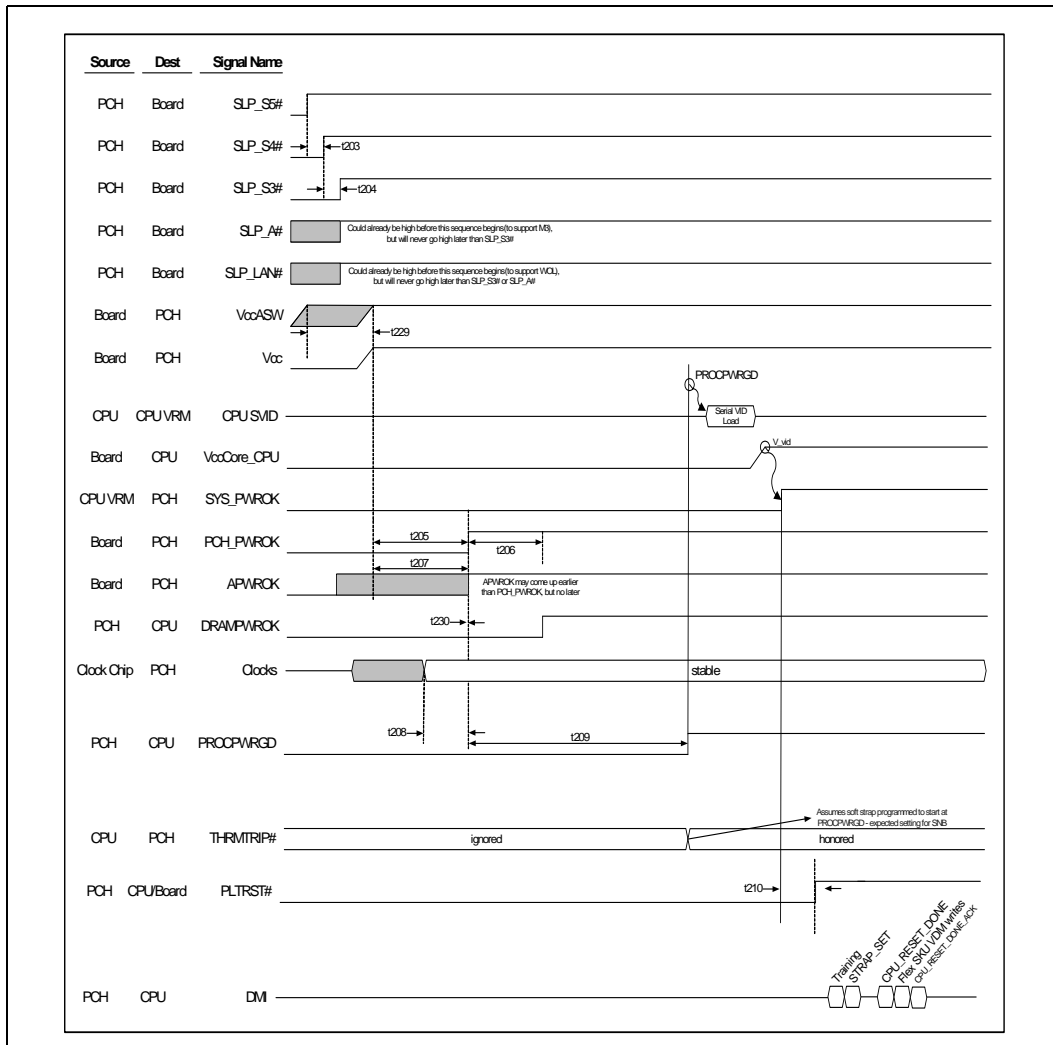 Source Dest Signal Name
PCH Board SLP_S5#
PCH Board SLP_S4#
t203
PCH Board SLP_S3#
t204
PCH Board SLP_A#
Could already be high before this sequence begins (to support M3),
but will never go high later than SLP_S3#
PCH Board SLP_LAN#
Could already be high before this sequence begins (to support WOL),
but will never go high later than SLP_S3# or SLP_A#
Board PCH VccASW
t229
Board PCH Vcc
PROCPWRGD
CPU CPU VRM CPU SVID
Serial VID
Load
V_vid
Board CPU VccCore_CPU
CPU VRM PCH SYS_PWROK
Board PCH PCH_PWROK
t205
t206
t207
Board PCH APWROK
APWROK may come up earlier
than PCH_PWROK, but no later
PCH CPU DRAMPWROK
t230
Clock Chip PCH Clocks
stable
PCH CPU PROCPWRGD
t208
t209
Assumes soft strap programmed to start at
PROCPWRGD - expected setting for SNB
CPU PCH THRMTRIP#
ignored
honored
PCH CPU/Board PLTRST#
t210
Training
STRAP_SET
CPU_RESET_DONE
Flex SKU VDM writes
CPU_RESET_DONE_ACK
PCH CPU DMI